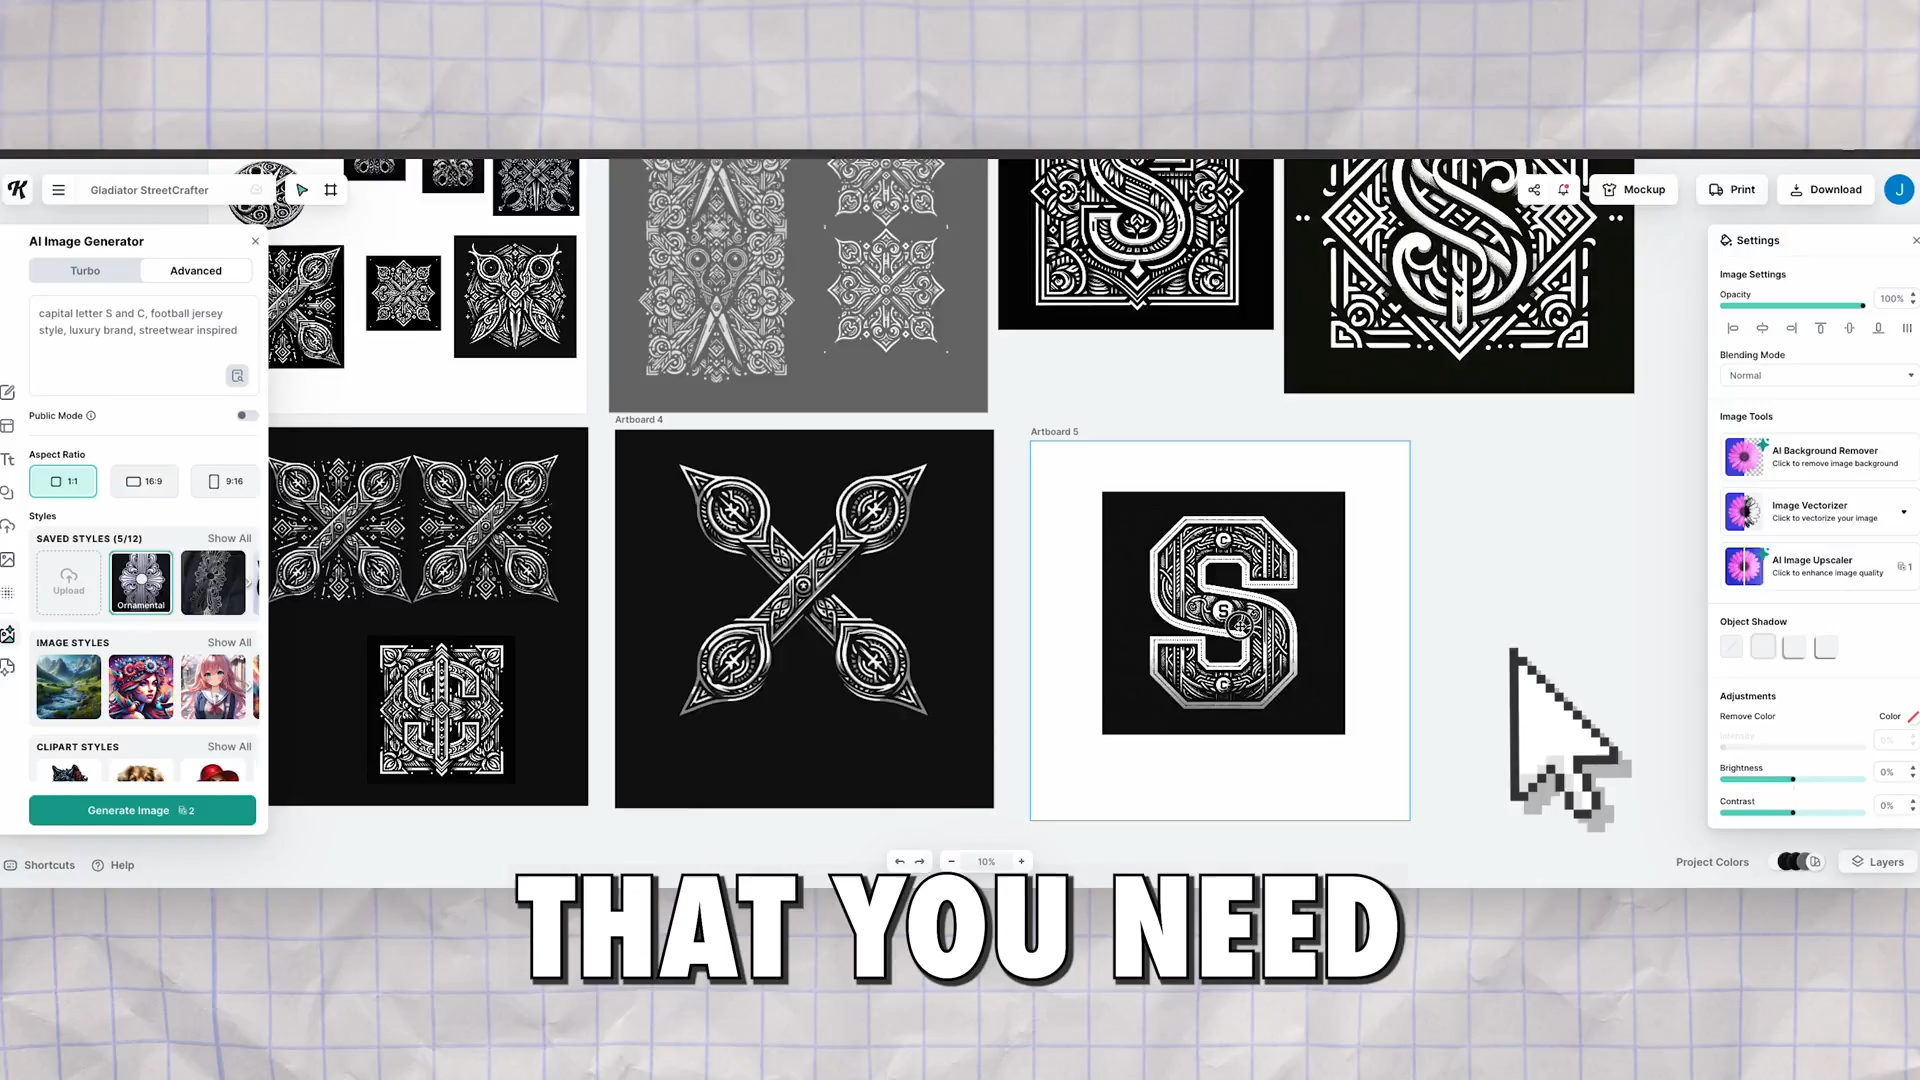 K
Gladiator StreetCrafter
Mockup
Print
Download
J
AI Image Generator
Turbo
Advanced
capital letter S and C, football jersey
style, luxury brand, streetwear inspired
Public Mode
Aspect Ratio
1:1
16:9
9:16
Styles
SAVED STYLES (5/12)
Show All
Upload
Ornamental
IMAGE STYLES
Show All
CLIPART STYLES
Show All
Generate Image 2
Shortcuts
Help
Artboard 4
Artboard 5
S
S
S
C
S
C
10%
Settings
Image Settings
Opacity
100%
Blending Mode
Normal
Image Tools
AI Background Remover
Click to remove image background
Image Vectorizer
Click to vectorize your image
AI Image Upscaler
Click to enhance image quality
1
Object Shadow
Adjustments
Remove Color
Color
Intensity
0%
Brightness
0%
Contrast
0%
Project Colors
Layers
THAT YOU NEED